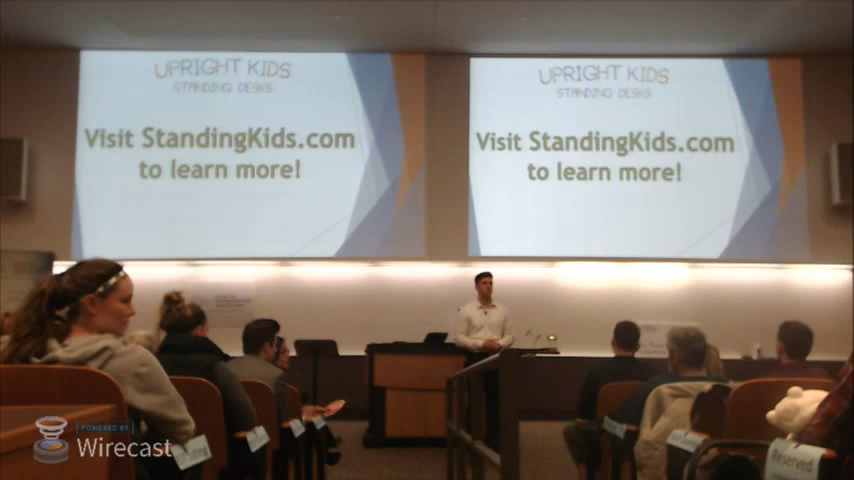 UPRIGHT KIDS
STANDING DESKS
Visit StandingKids.com
to learn more!
UPRIGHT KIDS
STANDING DESKS
Visit StandingKids.com
to learn more!
POWERED BY
Wirecast
Reserved